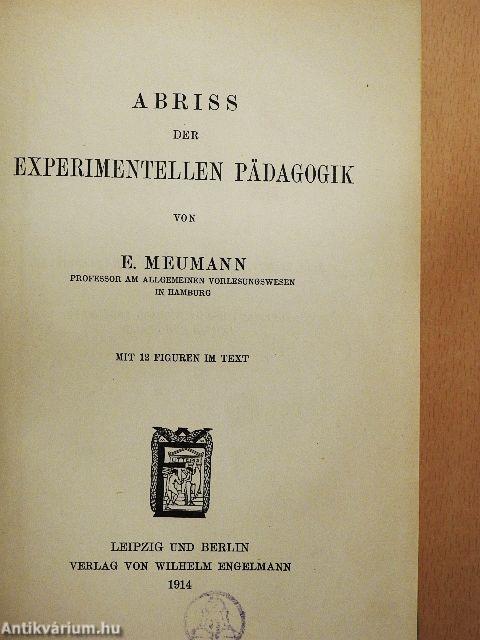 ABRISS
DER
EXPERIMENTELLEN PÄDAGOGIK
VON
E. MEUMANN
PROFESSOR AM ALLGEMEINEN VORLESUNGSWESEN
IN HAMBURG
MIT 12 FIGUREN IM TEXT
LEIPZIG UND BERLIN
VERLAG VON WILHELM ENGELMANN
1914
Antikvárium.hu